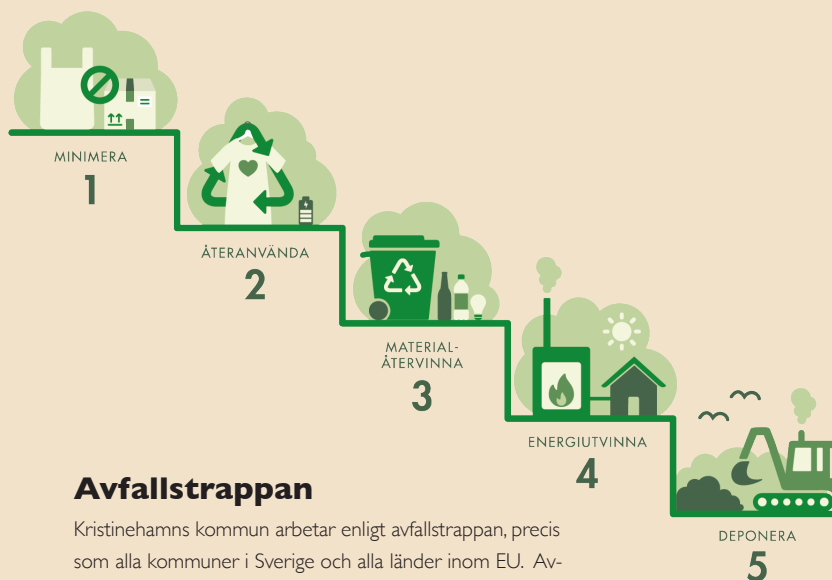 MINIMERA
1
ÅTERANVÄNDA
2
MATERIAL-
ÅTERVINNA
3
ENERGIUTVINNA
4
DEPONERA
5
Avfallstrappan
Kristinehamns kommun arbetar enligt avfallstrappan, precis
som alla kommuner i Sverige och alla länder inom EU. Av-